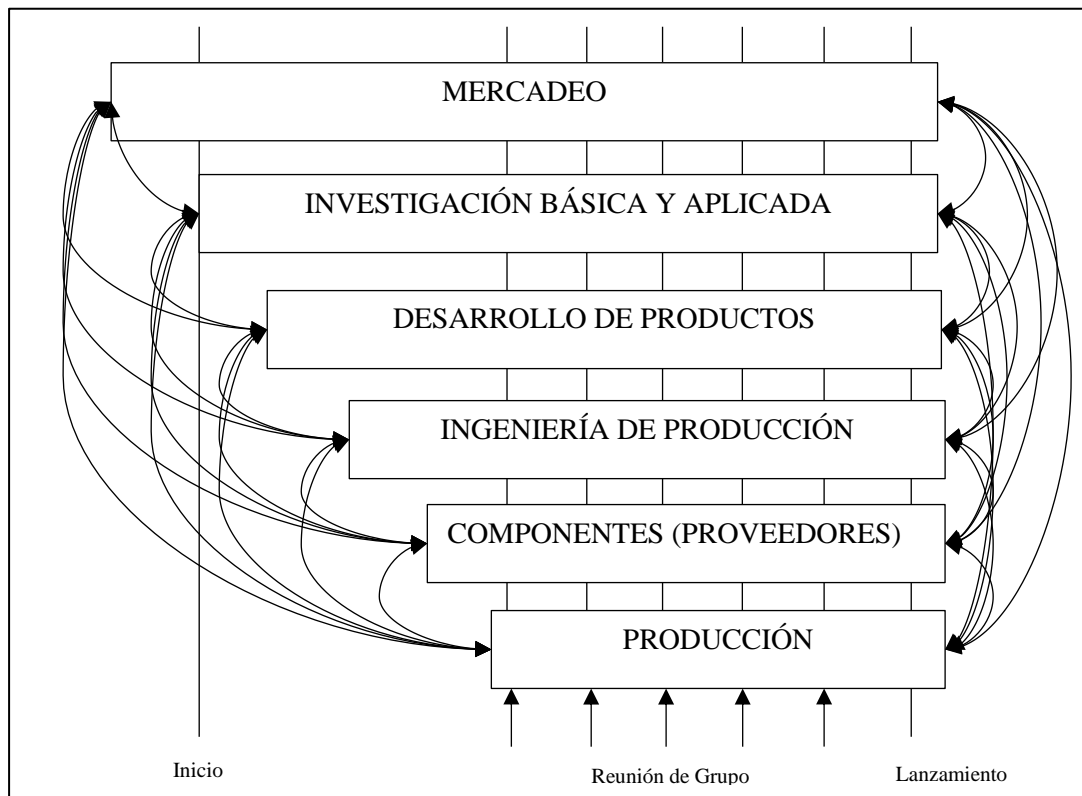 MERCADEO
INVESTIGACIÓN BÁSICA Y APLICADA
DESARROLLO DE PRODUCTOS
INGENIERÍA DE PRODUCCIÓN
COMPONENTES (PROVEEDORES)
PRODUCCIÓN
Inicio
Reunión de Grupo
Lanzamiento